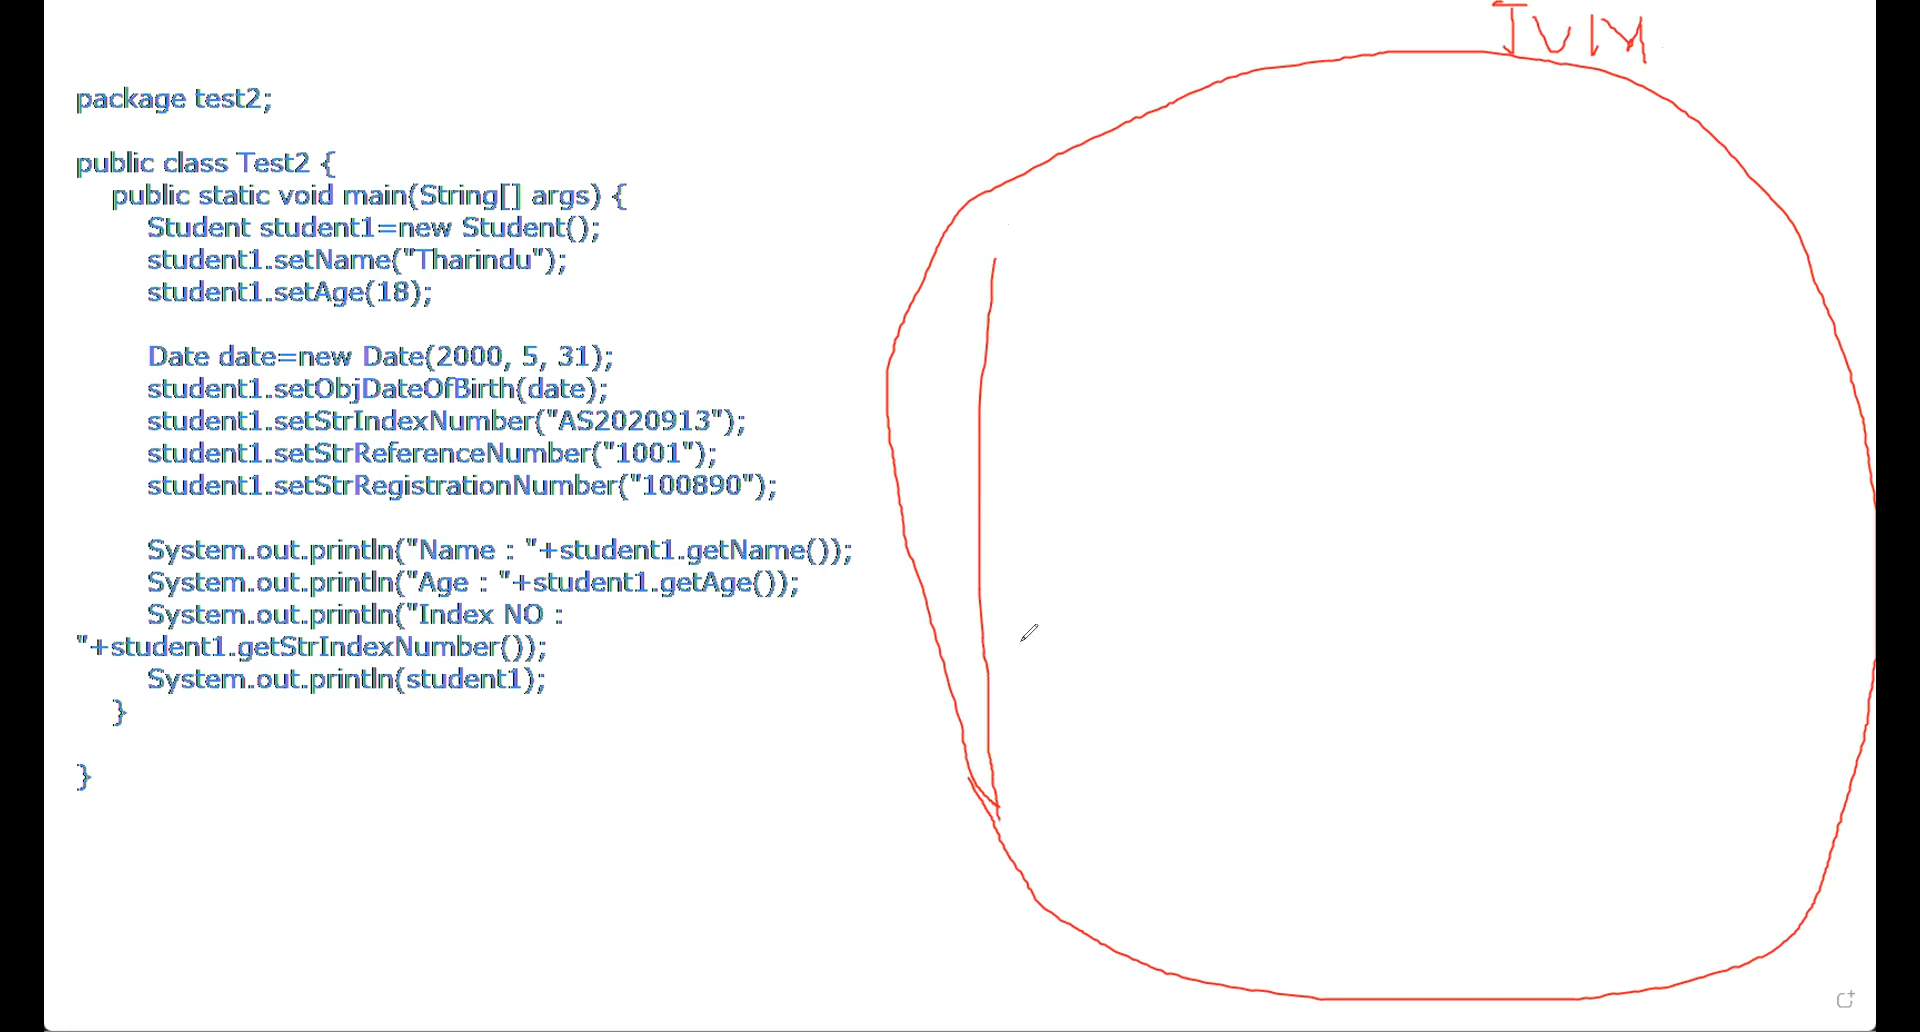 JVM
package test2;
public class Test2 {
public static void main(String[] args) {
Student student1=new Student();
student1.setName("Tharindu");
student1.setAge(18);
Date date=new Date(2000, 5, 31);
student1.setObjDateOfBirth(date);
student1.setStrIndexNumber("AS2020913");
student1.setStrReferenceNumber("1001");
student1.setStrRegistrationNumber("100890");
System.out.println("Name : "+student1.getName());
System.out.println("Age : "+student1.getAge());
System.out.println("Index NO :
"+student1.getStrIndexNumber());
System.out.println(student1);
}
}